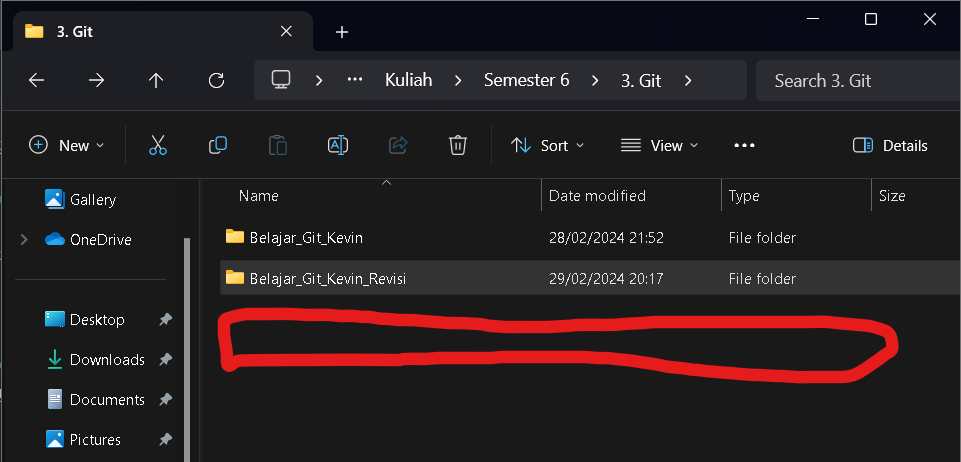 3. Git
Kuliah > Semester 6 > 3. Git >
Search 3. Git
New
Sort
View
Details
Gallery
OneDrive
Desktop
Downloads
Documents
Pictures
Name Date modified Type Size
Belajar_Git_Kevin 28/02/2024 21:52 File folder
Belajar_Git_Kevin_Revisi 29/02/2024 20:17 File folder